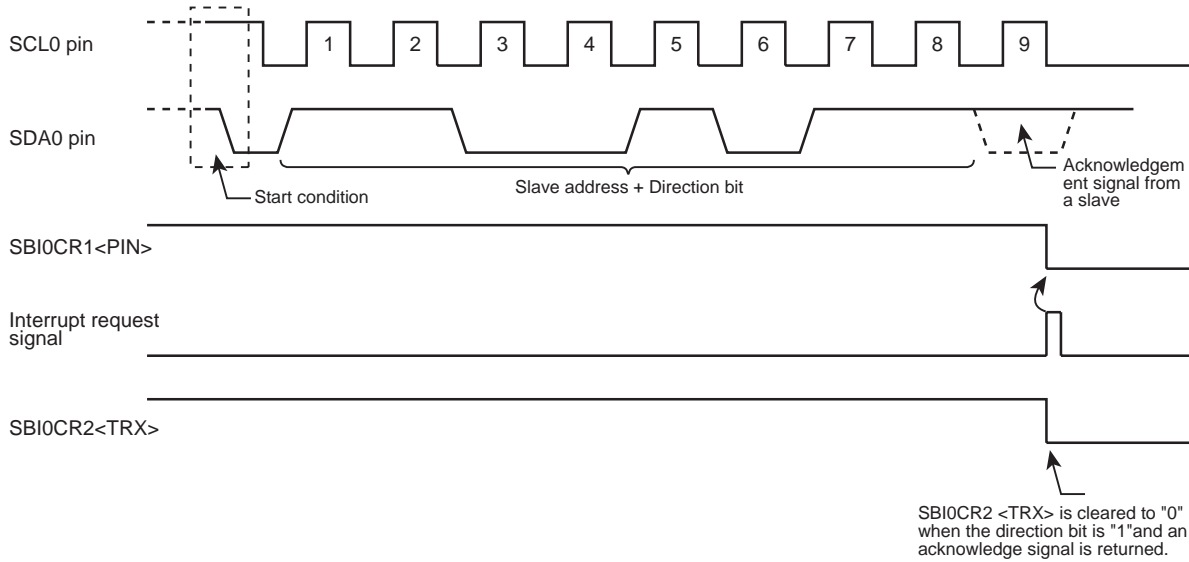 SCL0 pin
1 2 3 4 5 6 7 8 9
SDA0 pin
Start condition
Slave address + Direction bit
Acknowledgem
ent signal from
a slave
SBI0CR1<PIN>
Interrupt request
signal
SBI0CR2<TRX>
SBI0CR2 <TRX> is cleared to "0"
when the direction bit is "1"and an
acknowledge signal is returned.